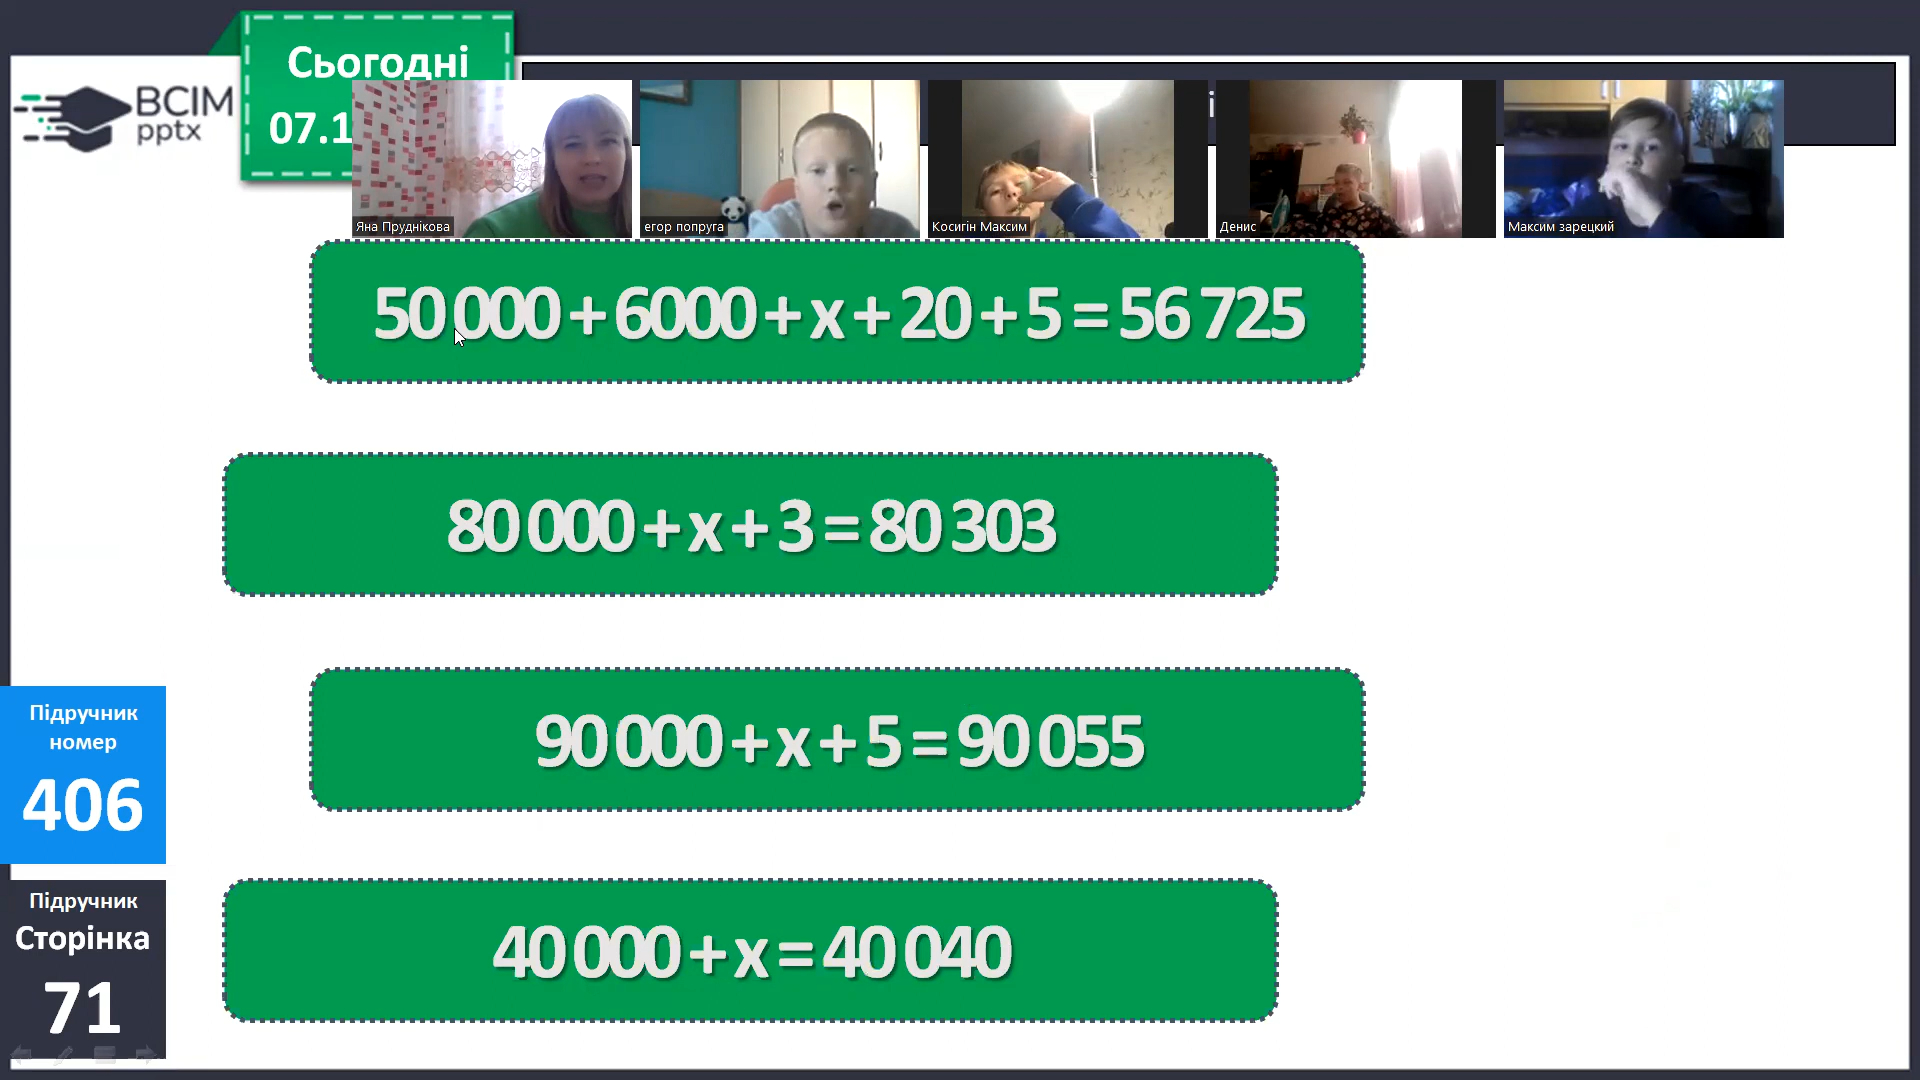 Сьогодні
07.1
ВСІМ
pptx
Яна Пруднікова
егор попруга
Косигін Максим
Денис
Максим зарецкий
50 000 + 6000 + х + 20 + 5 = 56 725
80 000 + х + 3 = 80 303
90 000 + х + 5 = 90 055
40 000 + х = 40 040
Підручник
номер
406
Підручник
Сторінка
71